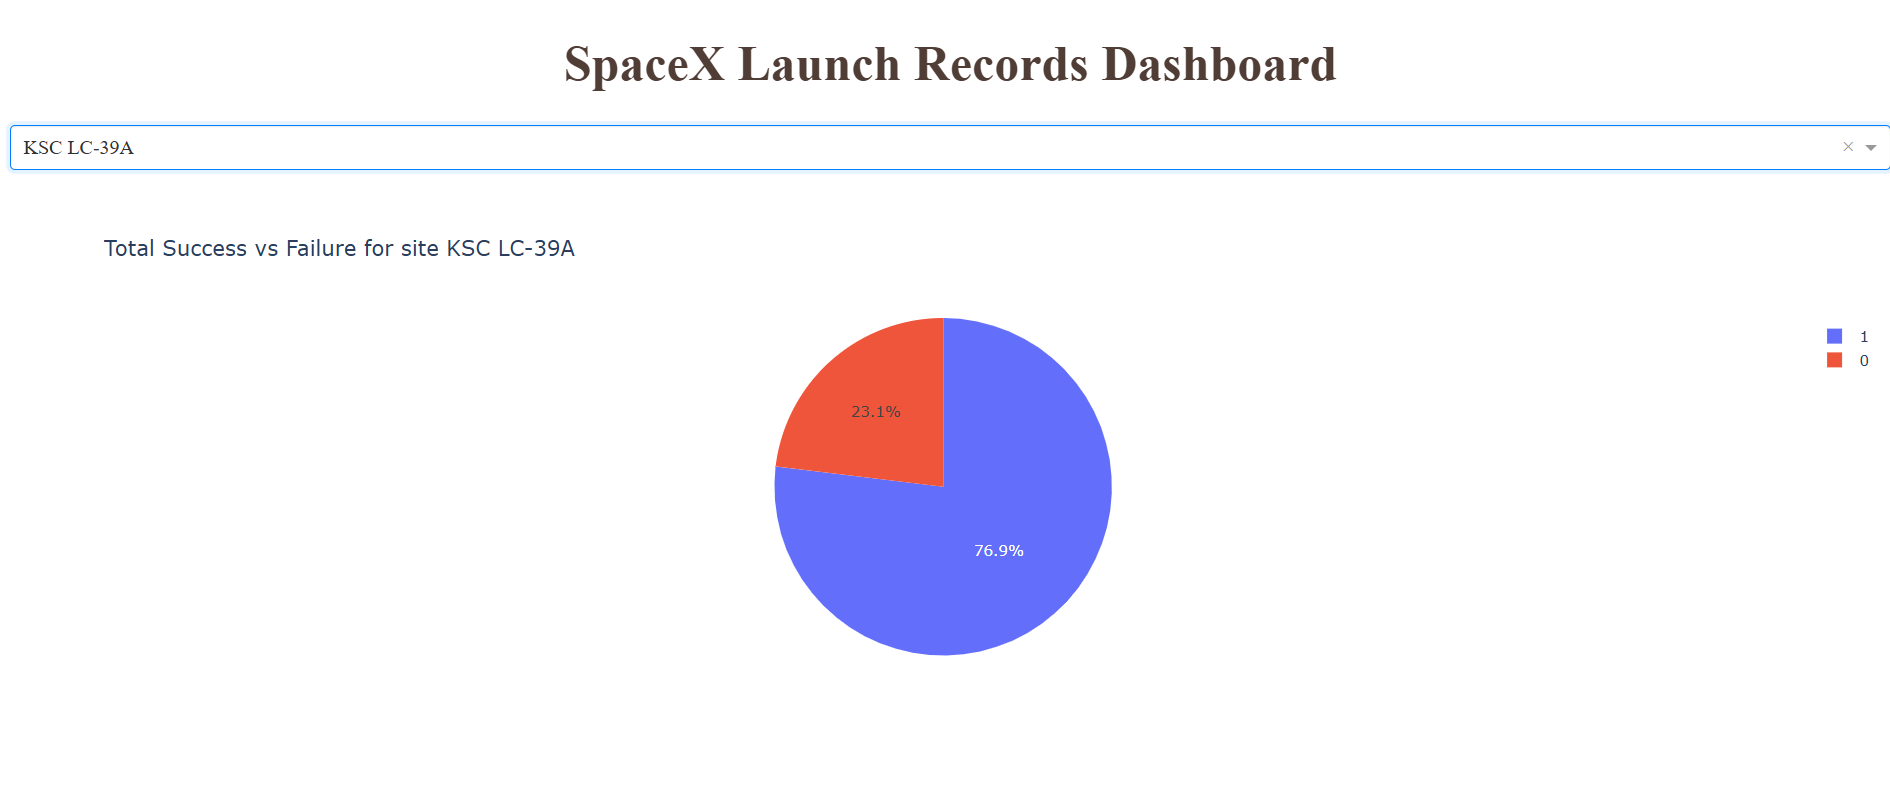 SpaceX Launch Records Dashboard
KSC LC-39A
Total Success vs Failure for site KSC LC-39A
1
0
23.1%
76.9%